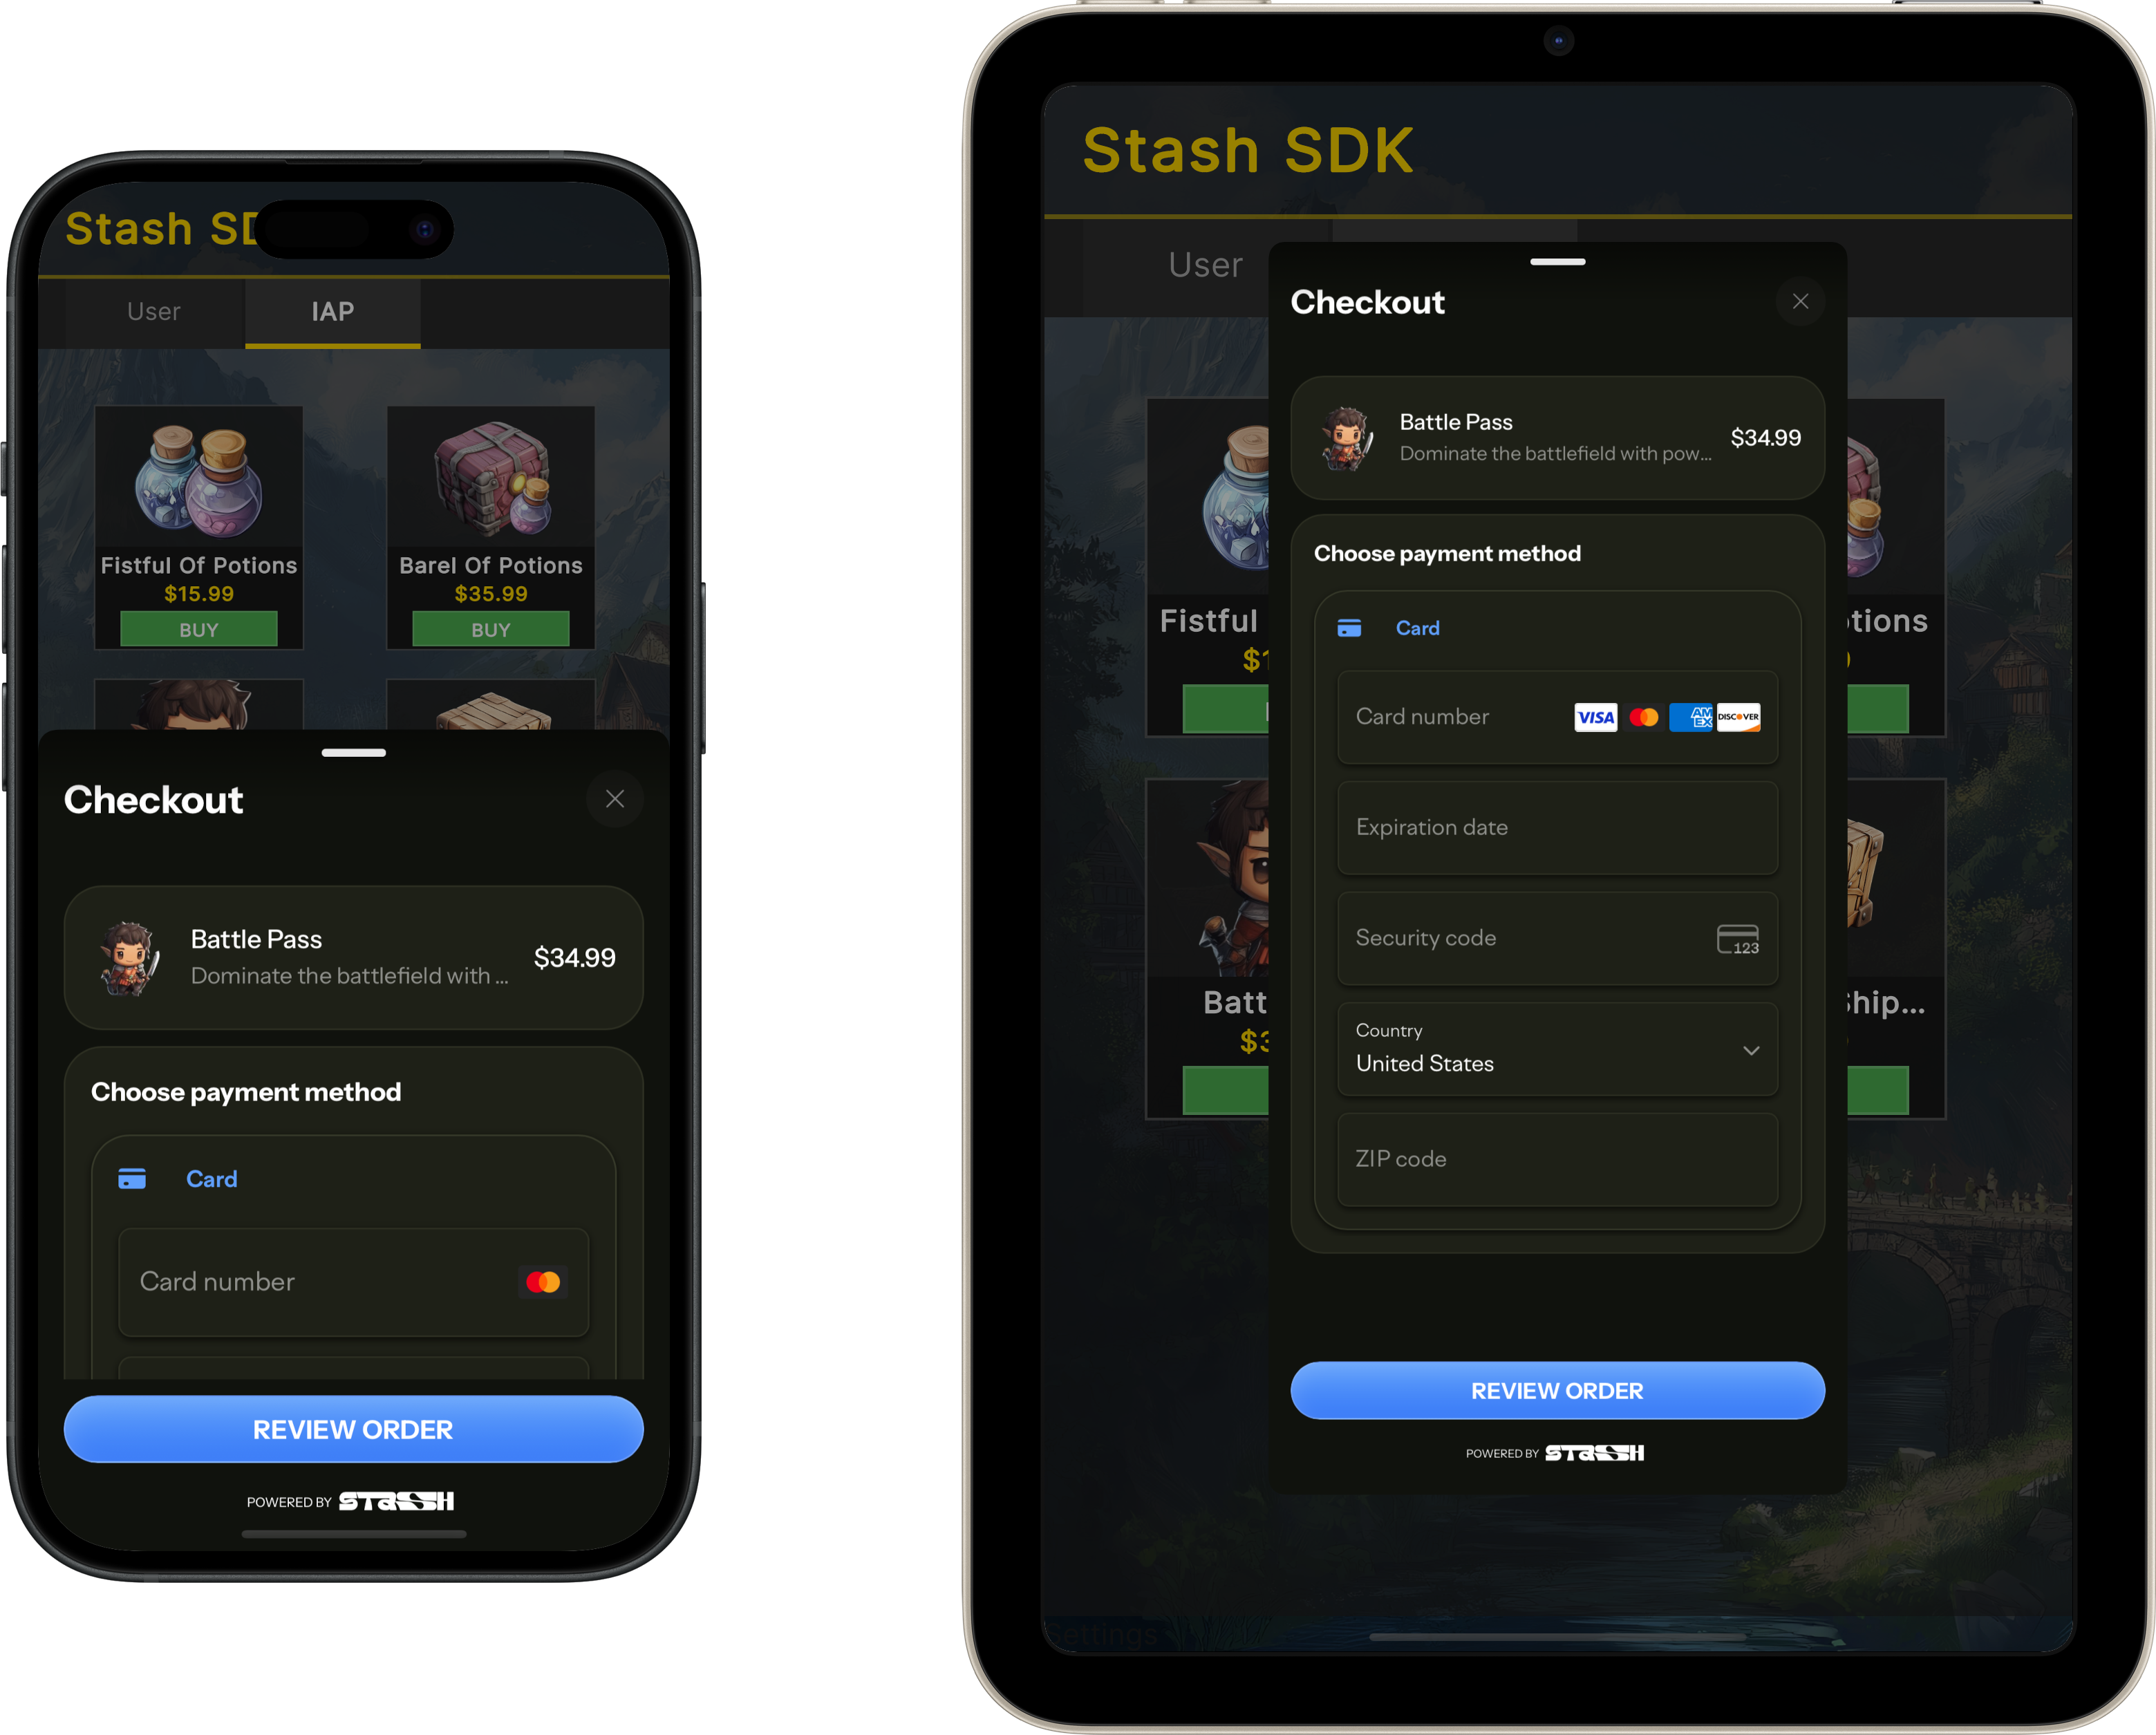 Stash SD
User
IAP
Fistful Of Potions
$15.99
BUY
Barel Of Potions
$35.99
BUY
Checkout
Battle Pass
Dominate the battlefield with ...
$34.99
Choose payment method
Card
Card number
REVIEW ORDER
POWERED BY STASH
Stash SDK
User
Fistful
$1
Batt
$3
tions
Ship...
Settings
Checkout
Battle Pass
Dominate the battlefield with pow...
$34.99
Choose payment method
Card
Card number
VISA
AMEX
DISCOVER
Expiration date
Security code
123
Country
United States
ZIP code
REVIEW ORDER
POWERED BY STASH